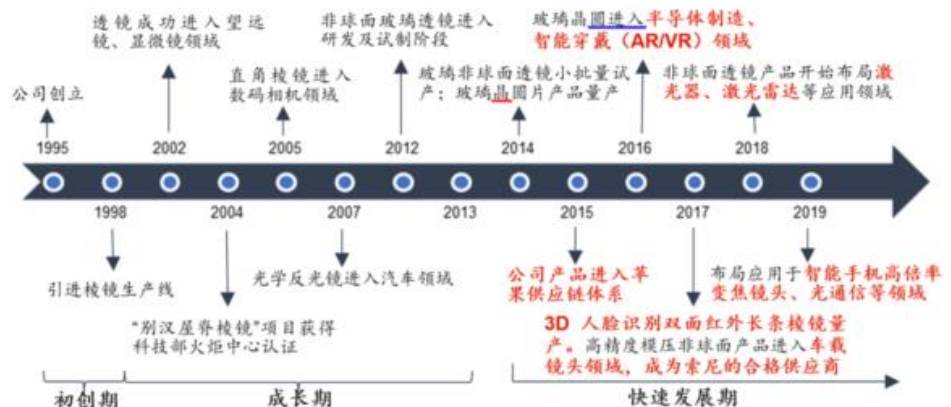 透镜成功进入望远
镜、显微镜领域
非球面玻璃透镜进入
研发及试制阶段
玻璃晶圆进入半导体制造、
智能穿戴（AR/VR）领域
公司创立
直角棱镜进入
数码相机领域
玻璃非球面透镜小批量试
产；玻璃晶圆片产品量产
非球面透镜产品开始布局激
光器、激光雷达等应用领域
1995
2002
2005
2012
2014
2016
2018
1998
2004
2007
2013
2015
2017
2019
引进棱镜生产线
光学反光镜进入汽车领域
公司产品进入苹
果供应链体系
布局应用于智能手机高倍率
变焦镜头、光通信等领域
“别汉屋脊棱镜”项目获得
科技部火炬中心认证
3D 人脸识别双面红外长条棱镜量
产。高精度模压非球面产品进入车载
镜头领域，成为索尼的合格供应商
初创期
成长期
快速发展期